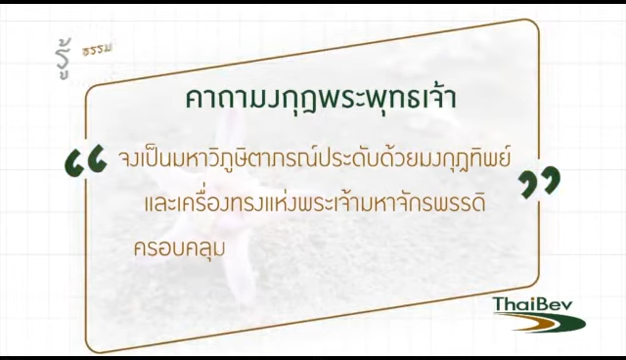 รู้
ธรรม
คาถามงกุฎพระพุทธเจ้า
“ จงเป็นมหาวิภูษิตาภรณ์ประดับด้วยมงกุฎทิพย์
และเครื่องทรงแห่งพระเจ้ามหาจักรพรรดิ ”
ครอบคลุม
ThaiBev